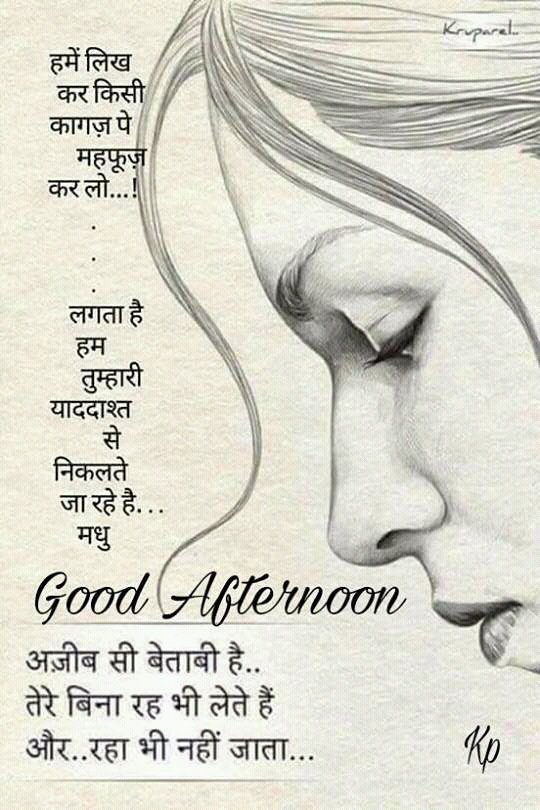 Kruparel..
हमें लिख
कर किसी
कागज़ पे
महफूज़
कर लो...!
.
.
.
लगता है
हम
तुम्हारी
याददाश्त
से
निकलते
जा रहे है...
मधु
Good Afternoon
अज़ीब सी बेताबी है..
तेरे बिना रह भी लेते हैं
और..रहा भी नहीं जाता...
Kp